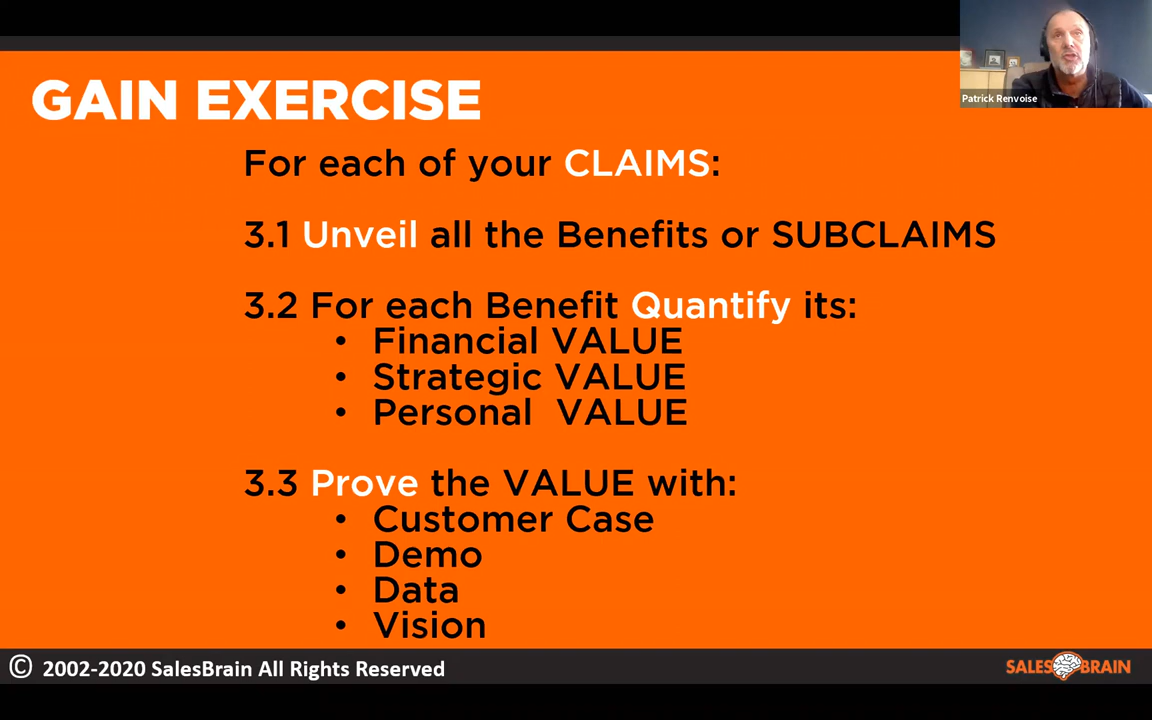 Patrick Renvoise
GAIN EXERCISE
For each of your CLAIMS:
3.1 Unveil all the Benefits or SUBCLAIMS
3.2 For each Benefit Quantify its:
• Financial VALUE
• Strategic VALUE
• Personal VALUE
3.3 Prove the VALUE with:
• Customer Case
• Demo
• Data
• Vision
© 2002-2020 SalesBrain All Rights Reserved
SALES BRAIN